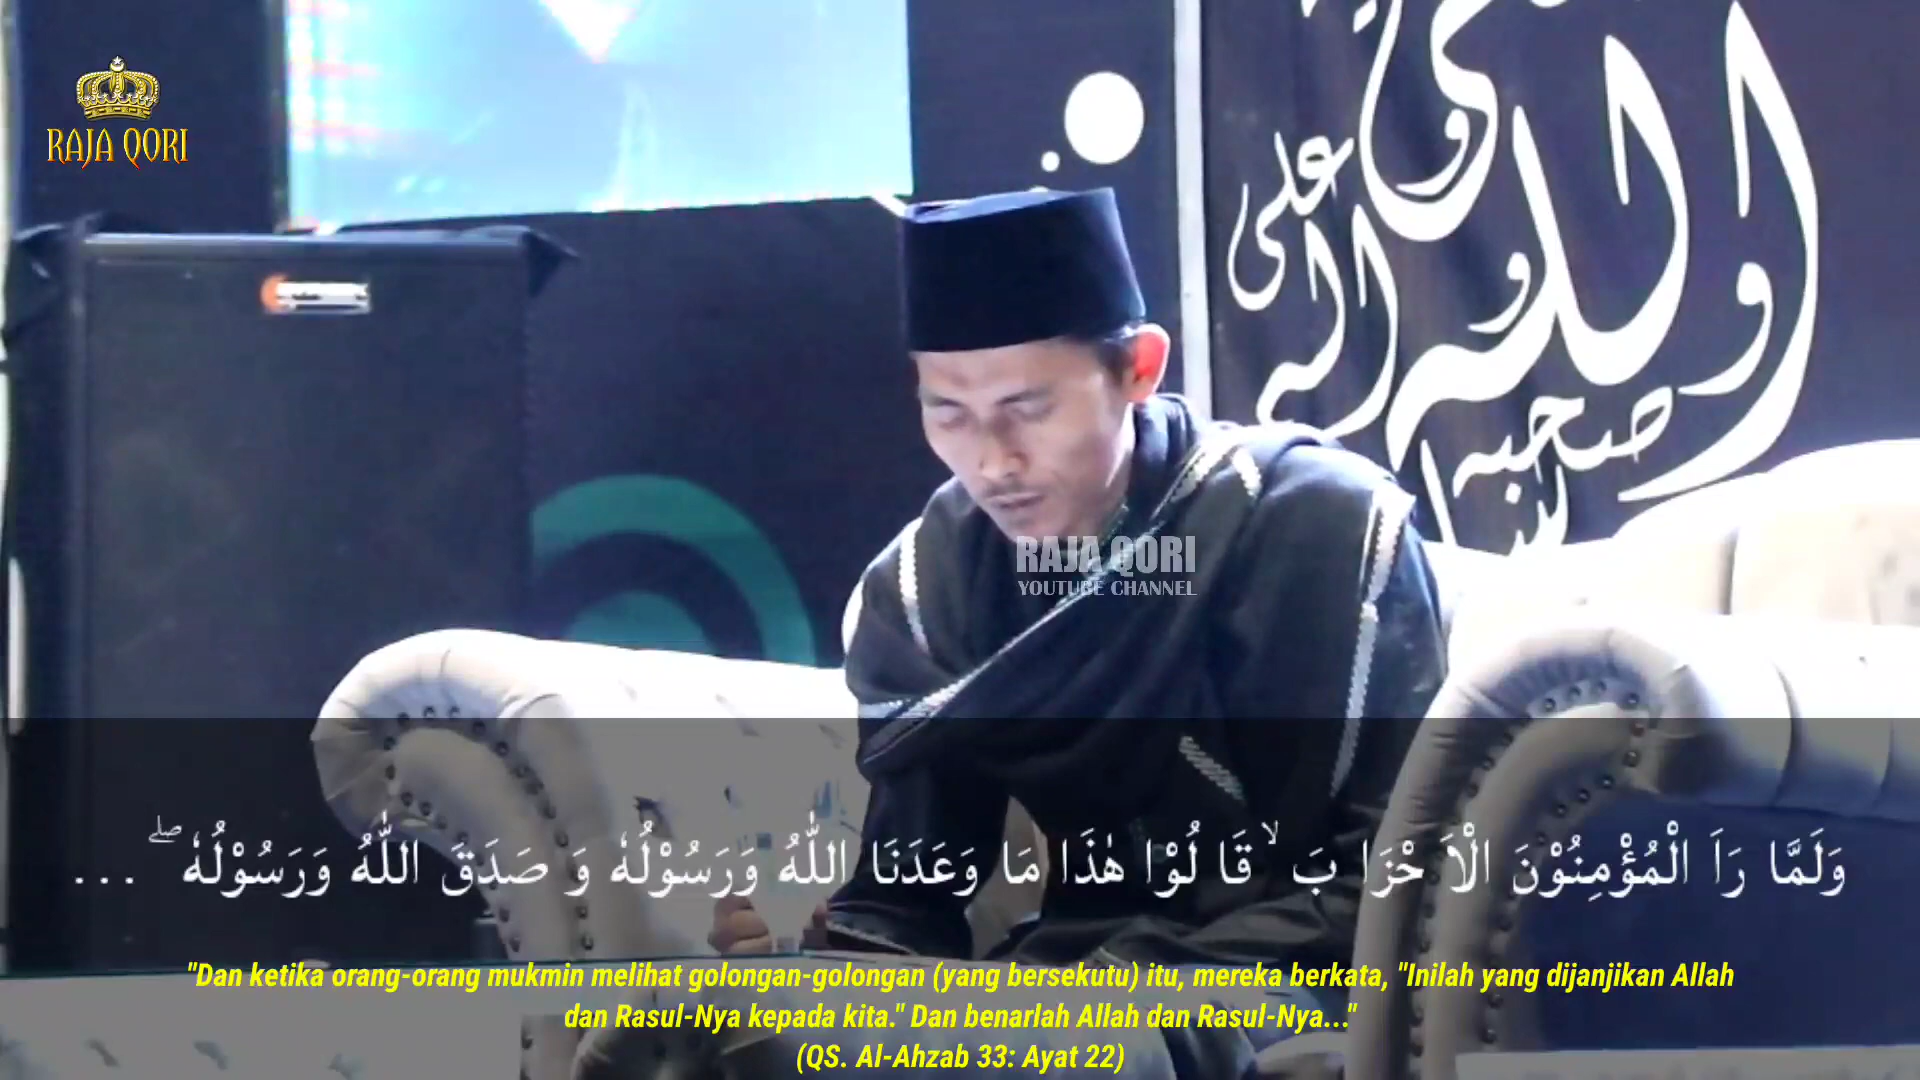 RAJA QORI
على
وصحبه
RAJA QORI
YOUTUBE CHANNEL
وَلَمَّا رَاَ الْمُؤْمِنُوْنَ الْاَ حْزَا بَ ۙ قَا لُوْا هٰذَا مَا وَعَدَنَا اللّٰهُ وَرَسُوْلُهٗ وَ صَدَقَ اللّٰهُ وَرَسُوْلُهٗ ۖ ...
"Dan ketika orang-orang mukmin melihat golongan-golongan (yang bersekutu) itu, mereka berkata, "Inilah yang dijanjikan Allah
dan Rasul-Nya kepada kita." Dan benarlah Allah dan Rasul-Nya..."
(QS. Al-Ahzab 33: Ayat 22)